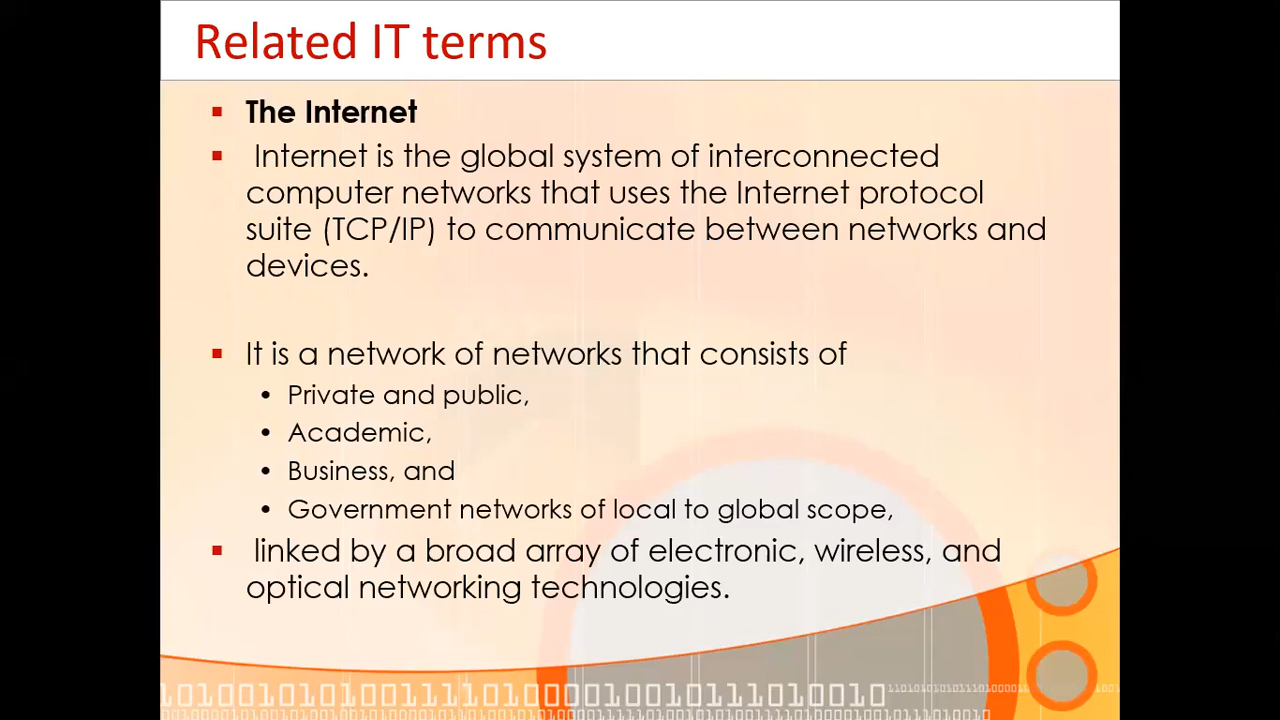 Related IT terms
▪ The Internet
▪ Internet is the global system of interconnected
computer networks that uses the Internet protocol
suite (TCP/IP) to communicate between networks and
devices.
▪ It is a network of networks that consists of
• Private and public,
• Academic,
• Business, and
• Government networks of local to global scope,
▪ linked by a broad array of electronic, wireless, and
optical networking technologies.